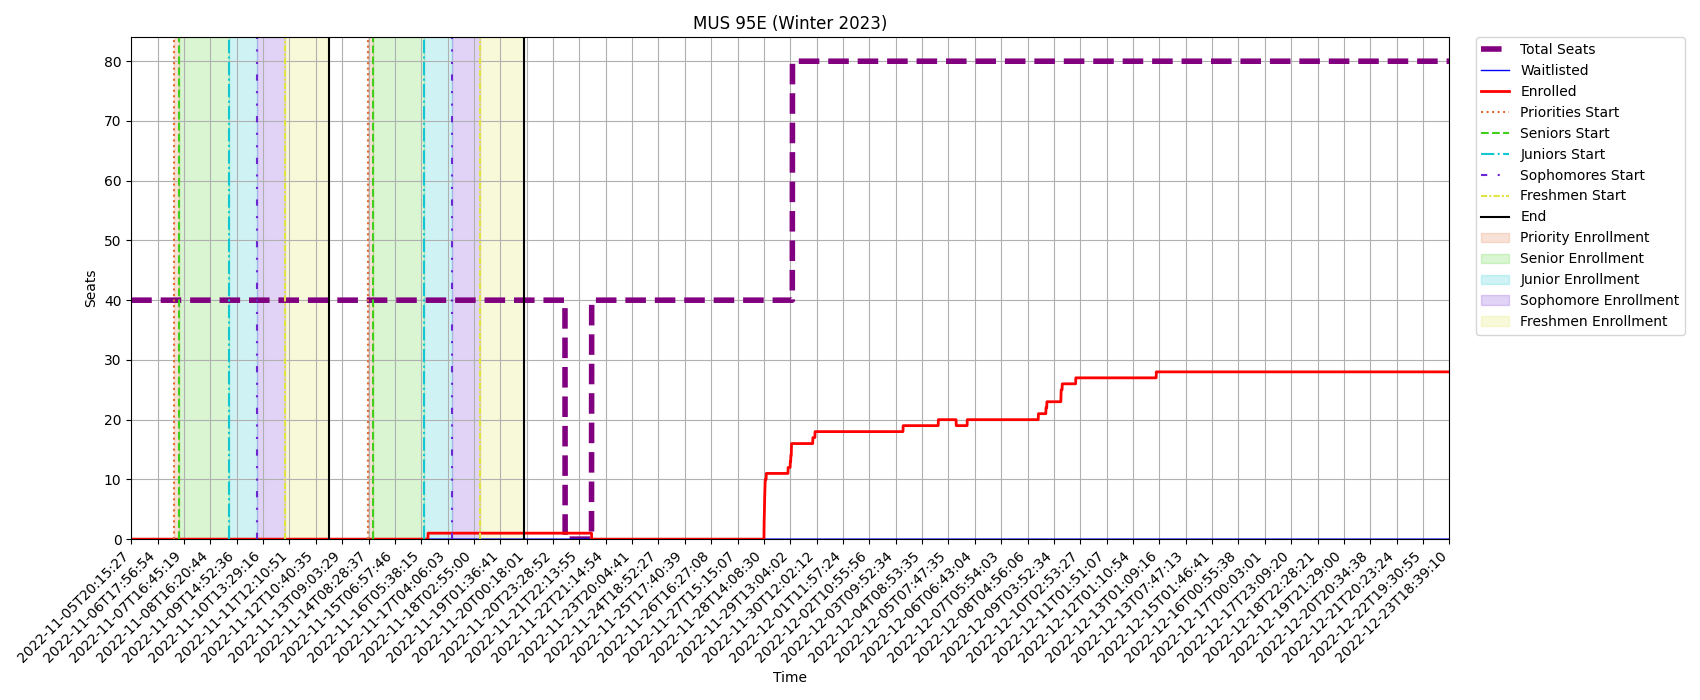 MUS 95E (Winter 2023)
Total Seats
Waitlisted
Enrolled
Priorities Start
Seniors Start
Juniors Start
Sophomores Start
Freshmen Start
End
Priority Enrollment
Senior Enrollment
Junior Enrollment
Sophomore Enrollment
Freshmen Enrollment
Seats
80
70
60
50
40
30
20
10
0
2022-11-05T20:15:27
2022-11-06T17:56:54
2022-11-07T16:45:19
2022-11-08T16:20:44
2022-11-09T14:52:36
2022-11-10T13:29:16
2022-11-11T12:10:51
2022-11-12T10:40:35
2022-11-13T09:03:29
2022-11-14T08:28:37
2022-11-15T06:57:46
2022-11-16T05:38:15
2022-11-17T04:06:03
2022-11-18T02:55:00
2022-11-19T01:36:41
2022-11-20T00:18:01
2022-11-20T23:28:52
2022-11-21T22:13:55
2022-11-22T21:14:54
2022-11-23T20:04:41
2022-11-24T18:52:27
2022-11-25T17:40:39
2022-11-26T16:27:08
2022-11-27T15:15:07
2022-11-28T14:08:30
2022-11-29T13:04:02
2022-11-30T12:02:12
2022-12-01T11:57:24
2022-12-02T10:55:56
2022-12-03T09:52:34
2022-12-04T08:53:35
2022-12-05T07:47:35
2022-12-06T06:43:04
2022-12-07T05:54:03
2022-12-08T04:56:06
2022-12-09T03:52:34
2022-12-10T02:53:27
2022-12-11T01:51:07
2022-12-12T01:10:54
2022-12-13T01:09:16
2022-12-13T07:47:13
2022-12-15T01:46:41
2022-12-16T00:55:38
2022-12-17T00:03:01
2022-12-17T23:09:20
2022-12-18T22:28:21
2022-12-19T21:29:00
2022-12-20T20:34:38
2022-12-21T20:23:24
2022-12-22T19:30:55
2022-12-23T18:39:10
Time